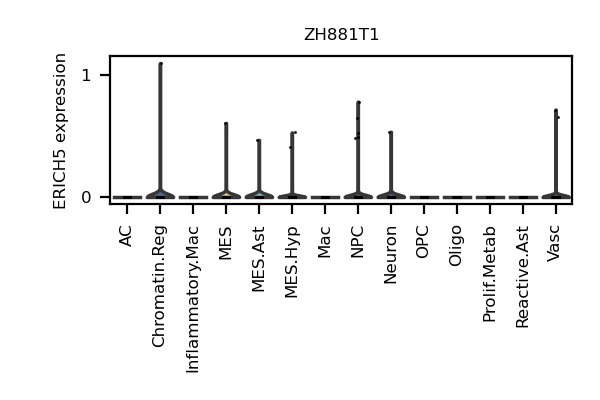 ZH881T1
ERICH5 expression
1
0
AC
Chromatin.Reg
Inflammatory.Mac
MES
MES.Ast
MES.Hyp
Mac
NPC
Neuron
OPC
Oligo
Prolif.Metab
Reactive.Ast
Vasc